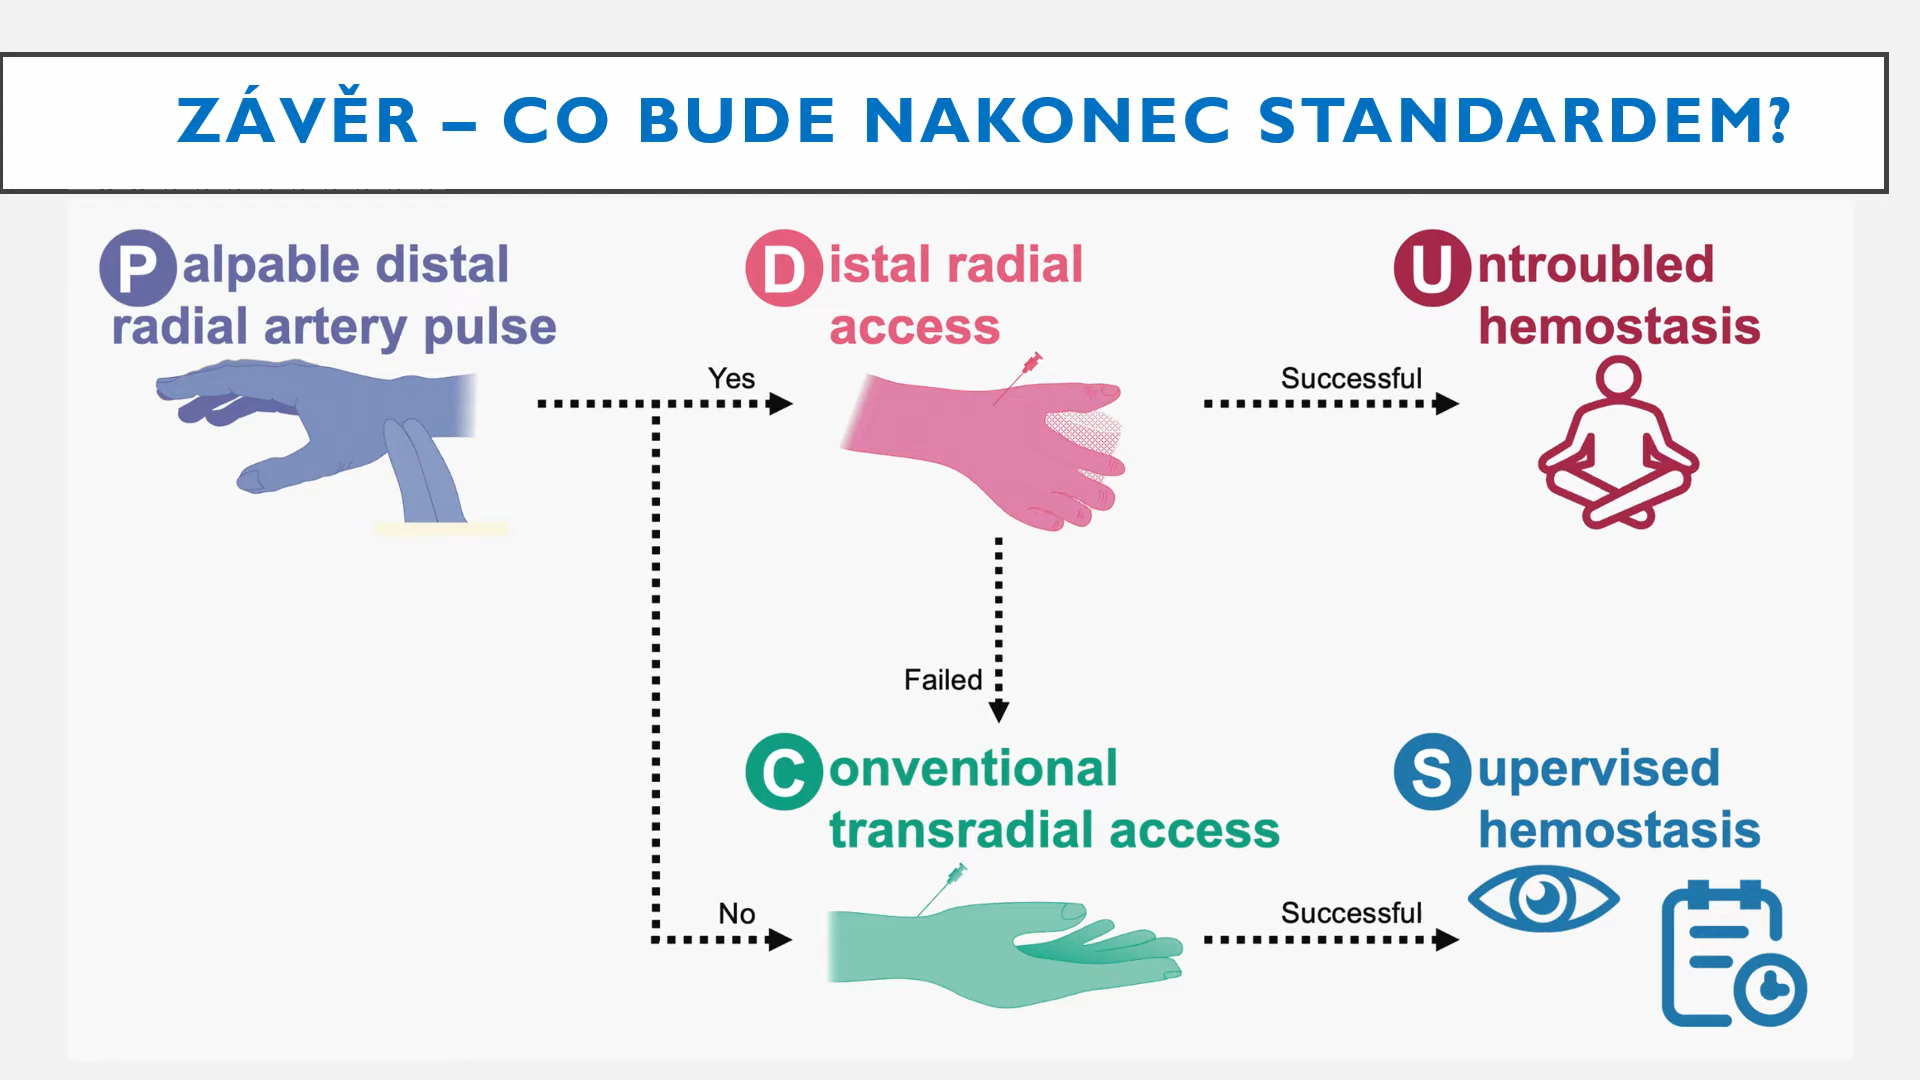 ZÁVĚR – CO BUDE NAKONEC STANDARDEM?
Palpable distal
radial artery pulse
Yes
Distal radial
access
Successful
Untroubled
hemostasis
Failed
No
Conventional
transradial access
Successful
Supervised
hemostasis